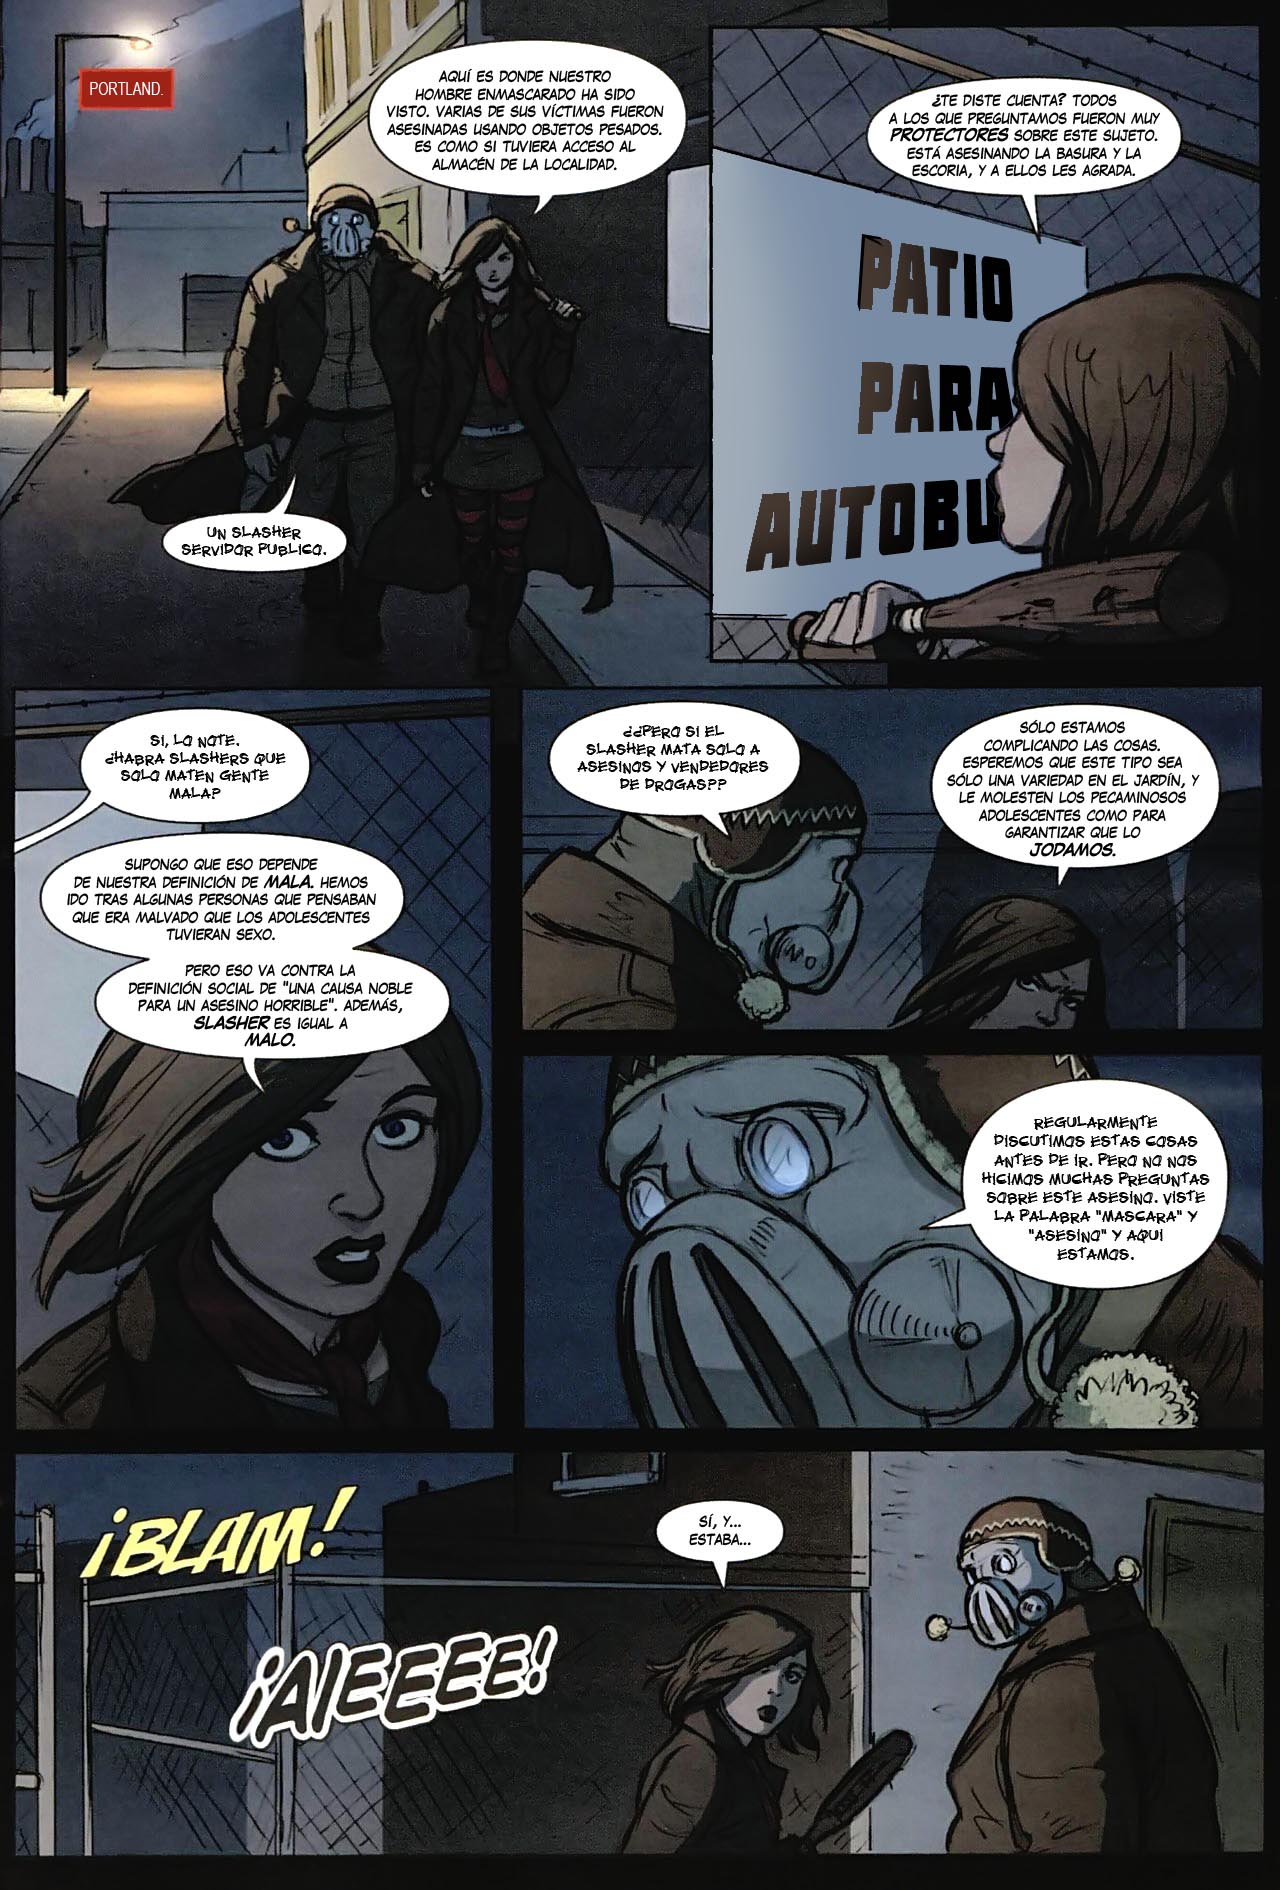 PORTLAND.
AQUÍ ES DONDE NUESTRO
HOMBRE ENMASCARADO HA SIDO
VISTO. VARIAS DE SUS VÍCTIMAS FUERON
ASESINADAS USANDO OBJETOS PESADOS.
ES COMO SI TUVIERA ACCESO AL
ALMACÉN DE LA LOCALIDAD.
UN SLASHER
SERVIDOR PUBLICO.
¿TE DISTE CUENTA? TODOS
A LOS QUE PREGUNTAMOS FUERON MUY
PROTECTORES SOBRE ESTE SUJETO.
ESTÁ ASESINANDO LA BASURA Y LA
ESCORIA, Y A ELLOS LES AGRADA.
PATIO
PARA
AUTOBU
SI, LO NOTE.
¿HABRA SLASHERS QUE
SOLO MATEN GENTE
MALA?
SUPONGO QUE ESO DEPENDE
DE NUESTRA DEFINICIÓN DE MALA. HEMOS
IDO TRAS ALGUNAS PERSONAS QUE PENSABAN
QUE ERA MALVADO QUE LOS ADOLESCENTES
TUVIERAN SEXO.
PERO ESO VA CONTRA LA
DEFINICIÓN SOCIAL DE "UNA CAUSA NOBLE
PARA UN ASESINO HORRIBLE". ADEMÁS,
SLASHER ES IGUAL A
MALO.
¿¿PERO SI EL
SLASHER MATA SOLO A
ASESINOS Y VENDEDORES
DE DROGAS??
SÓLO ESTAMOS
COMPLICANDO LAS COSAS.
ESPEREMOS QUE ESTE TIPO SEA
SÓLO UNA VARIEDAD EN EL JARDÍN, Y
LE MOLESTEN LOS PECAMINOSOS
ADOLESCENTES COMO PARA
GARANTIZAR QUE LO
JODAMOS.
REGULARMENTE
DISCUTIMOS ESTAS COSAS
ANTES DE IR. PERO NO NOS
HICIMOS MUCHAS PREGUNTAS
SOBRE ESTE ASESINO. VISTE
LA PALABRA "MASCARA" Y
"ASESINO" Y AQUI
ESTAMOS.
¡BLAM!
¡AIEEEEE!
SÍ, Y...
ESTABA...